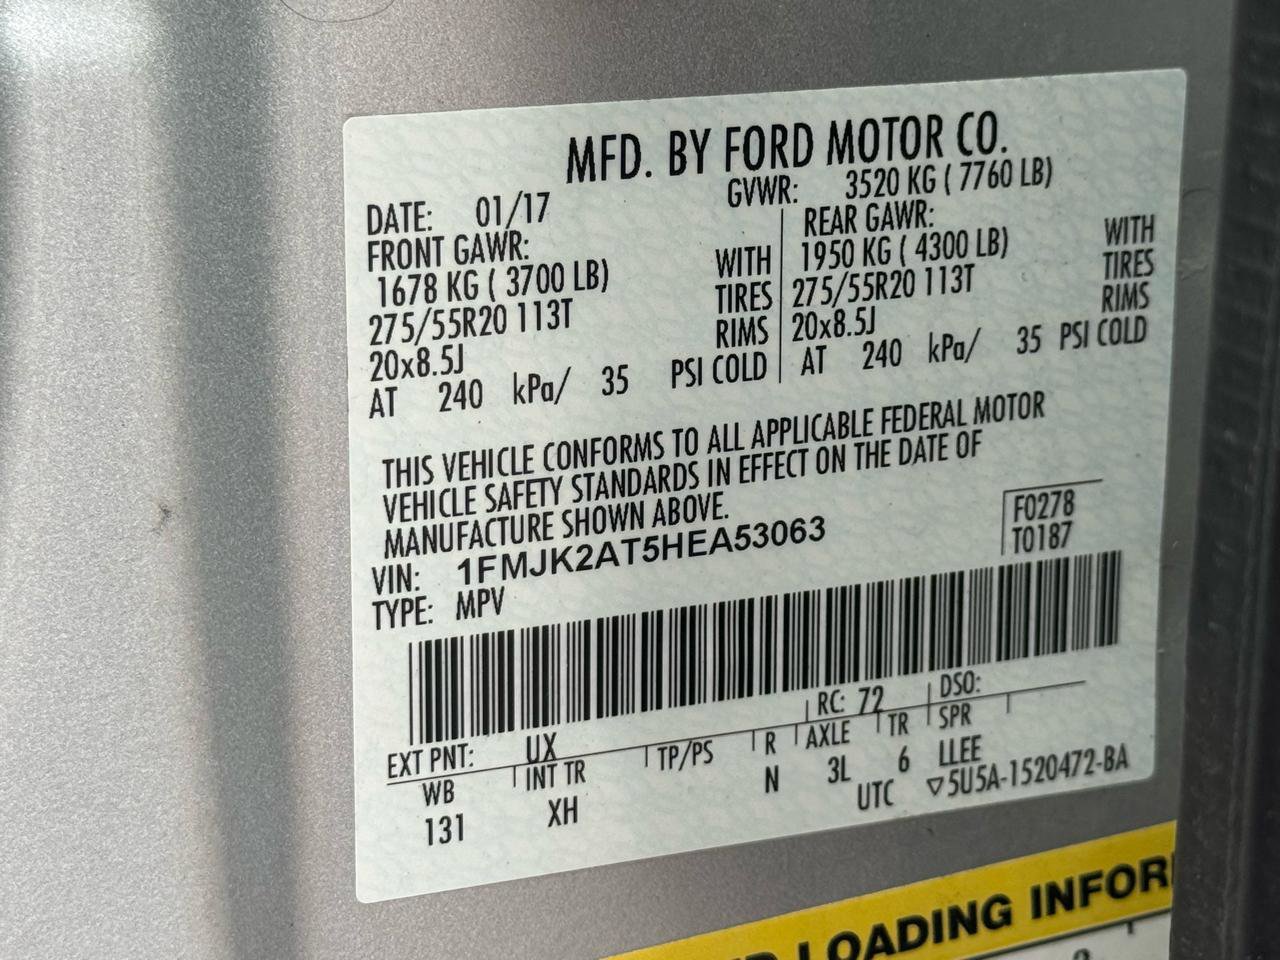 MFD. BY FORD MOTOR CO.
DATE: 01/17 GVWR: 3520 KG ( 7760 LB)
FRONT GAWR: REAR GAWR:
1678 KG ( 3700 LB) WITH 1950 KG ( 4300 LB) WITH
275/55R20 113T TIRES 275/55R20 113T TIRES
20x8.5J RIMS 20x8.5J RIMS
AT 240 kPa/ 35 PSI COLD AT 240 kPa/ 35 PSI COLD
THIS VEHICLE CONFORMS TO ALL APPLICABLE FEDERAL MOTOR
VEHICLE SAFETY STANDARDS IN EFFECT ON THE DATE OF
MANUFACTURE SHOWN ABOVE.
F0278
VIN: 1FMJK2AT5HEA53063
T0187
TYPE: MPV
EXT PNT: UX RC: 72 DSO:
WB INT TR TP/PS R AXLE TR SPR
131 XH N 3L 6 LLEE
UTC ▽5U5A-1520472-BA
LOADING